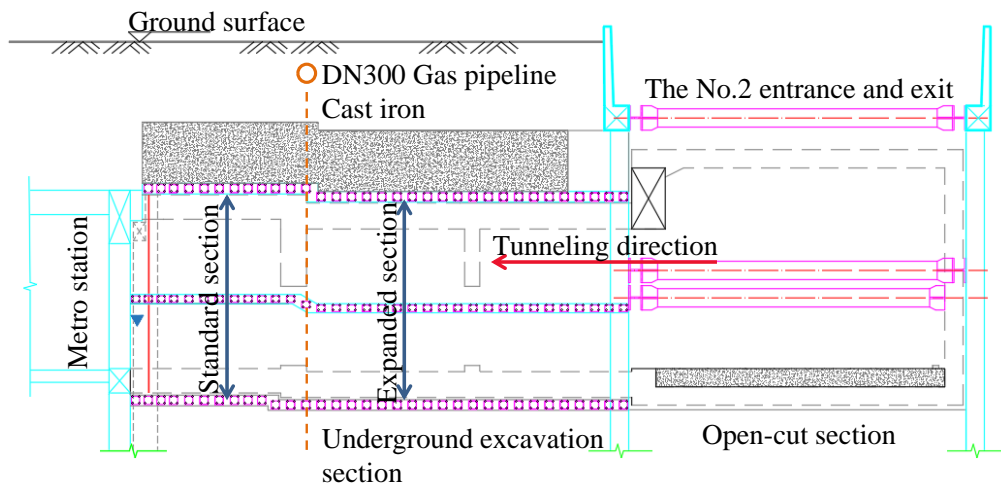 Ground surface
DN300 Gas pipeline
Cast iron
The No.2 entrance and exit
Metro station
Standard section
Expanded section
Tunneling direction
Underground excavation
section
Open-cut section